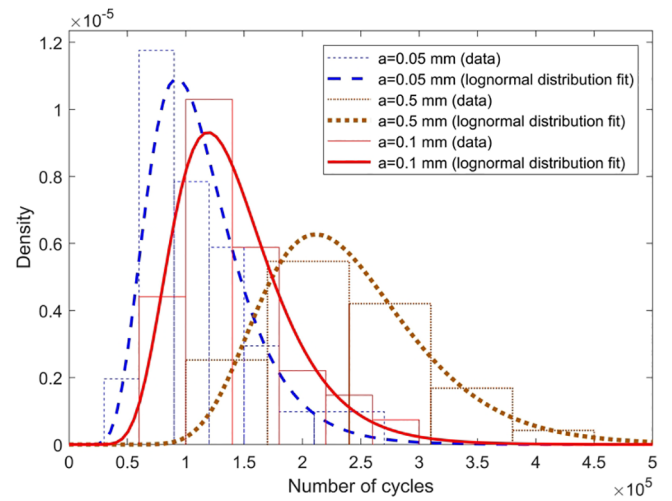 ×10⁻⁵
1.2
1
0.8
0.6
0.4
0.2
0
Density
a=0.05 mm (data)
a=0.05 mm (lognormal distribution fit)
a=0.5 mm (data)
a=0.5 mm (lognormal distribution fit)
a=0.1 mm (data)
a=0.1 mm (lognormal distribution fit)
0 0.5 1 1.5 2 2.5 3 3.5 4 4.5 5
Number of cycles
×10⁵